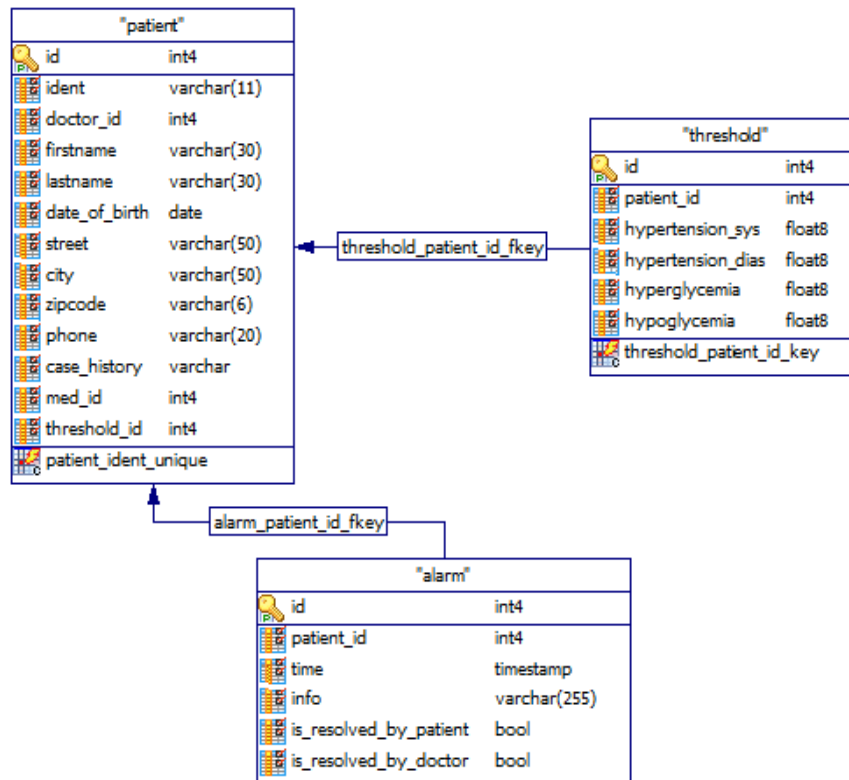 "patient"
id int4
ident varchar(11)
doctor_id int4
firstname varchar(30)
lastname varchar(30)
date_of_birth date
street varchar(50)
city varchar(50)
zipcode varchar(6)
phone varchar(20)
case_history varchar
med_id int4
threshold_id int4
patient_ident_unique
threshold_patient_id_fkey
"threshold"
id int4
patient_id int4
hypertension_sys float8
hypertension_dias float8
hyperglycemia float8
hypoglycemia float8
threshold_patient_id_key
alarm_patient_id_fkey
"alarm"
id int4
patient_id int4
time timestamp
info varchar(255)
is_resolved_by_patient bool
is_resolved_by_doctor bool